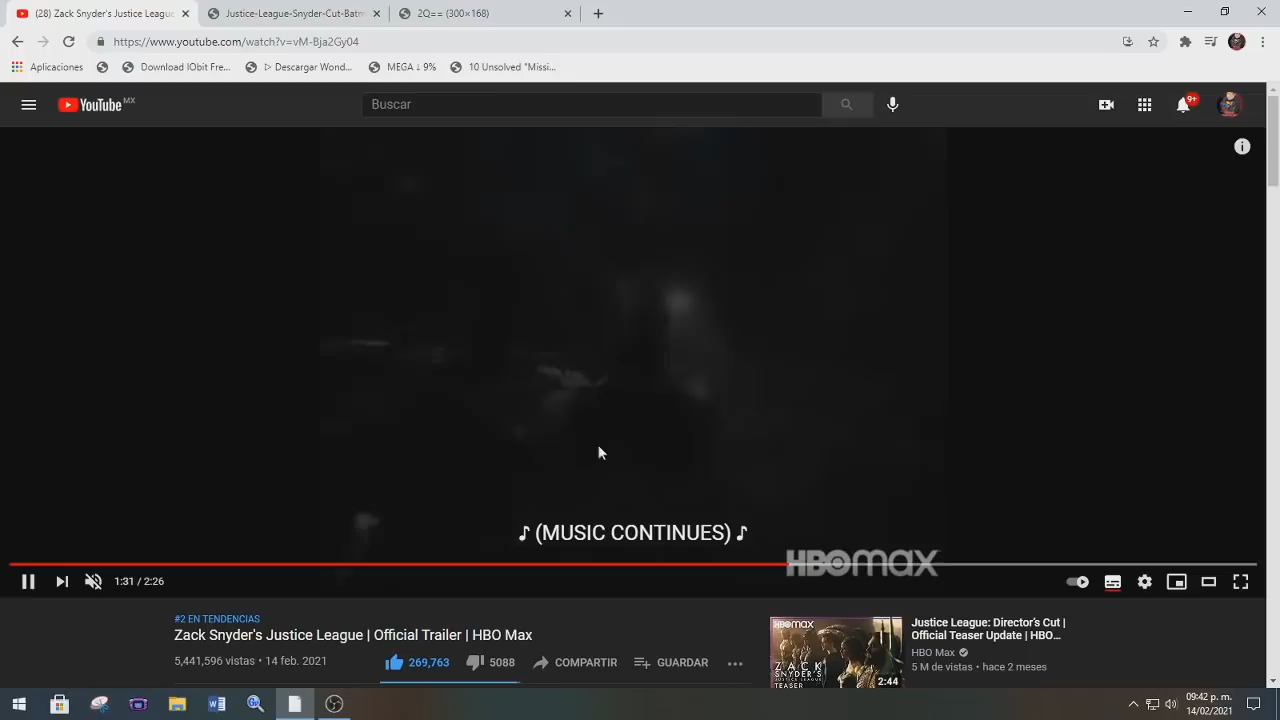 (28) Zack Snyder's Justice League
Justice-League-Snyder-Cut-Batm
2Q== (300×168)
https://www.youtube.com/watch?v=vM-Bja2Gy04
Aplicaciones
Download IObit Fre...
Descargar Wond...
MEGA ↓ 9%
10 Unsolved "Missi...
YouTube MX
Buscar
9+
♪ (MUSIC CONTINUES) ♪
HBOmax
1:31 / 2:26
#2 EN TENDENCIAS
Zack Snyder's Justice League | Official Trailer | HBO Max
5,441,596 vistas • 14 feb. 2021
269,763
5088
COMPARTIR
GUARDAR
HBOmax
ZACK
SNYDER'S
TEASER
2:44
Justice League: Director's Cut |
Official Teaser Update | HBO...
HBO Max
5 M de vistas • hace 2 meses
09:42 p. m.
14/02/2021